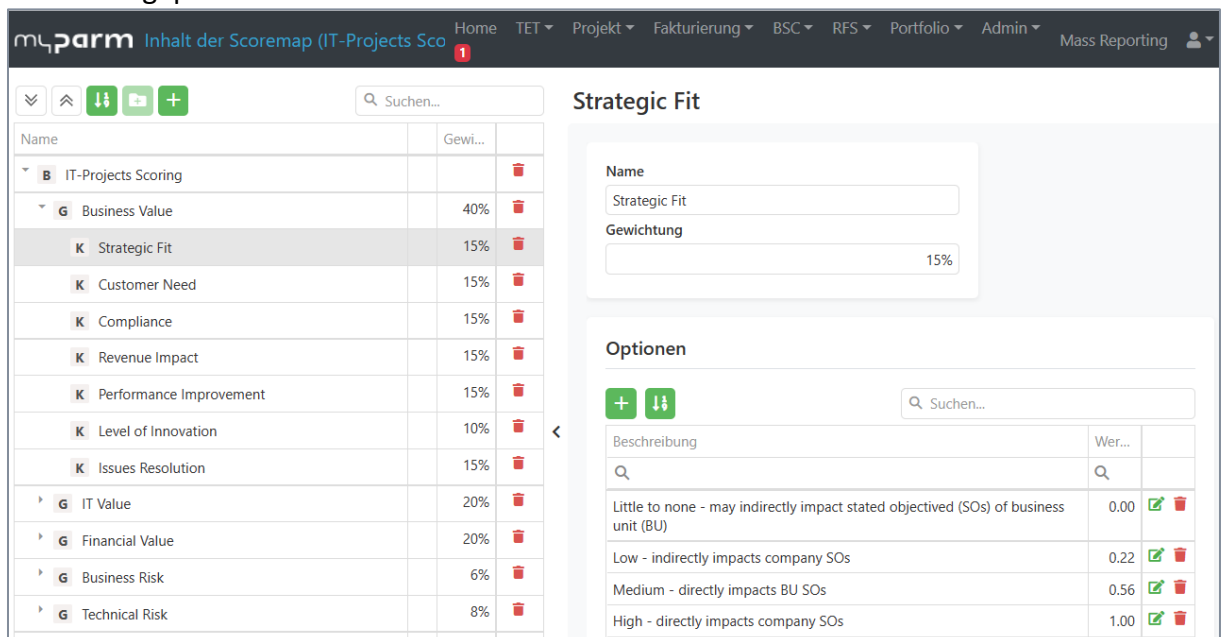 myparm Inhalt der Scoremap (IT-Projects Sco Home 1 TET Projekt Fakturierung BSC RFS Portfolio Admin Mass Reporting
Suchen...
Name Gewi...
B IT-Projects Scoring
G Business Value 40%
K Strategic Fit 15%
K Customer Need 15%
K Compliance 15%
K Revenue Impact 15%
K Performance Improvement 15%
K Level of Innovation 10%
K Issues Resolution 15%
G IT Value 20%
G Financial Value 20%
G Business Risk 6%
G Technical Risk 8%
Strategic Fit
Name
Strategic Fit
Gewichtung
15%
Optionen
Suchen...
Beschreibung Wer...
Little to none - may indirectly impact stated objectived (SOs) of business 0.00
unit (BU)
Low - indirectly impacts company SOs 0.22
Medium - directly impacts BU SOs 0.56
High - directly impacts company SOs 1.00